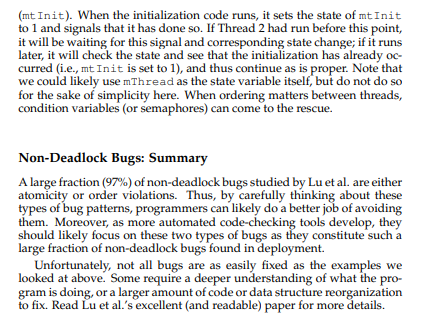 (mtInit). When the initialization code runs, it sets the state of mtInit
to 1 and signals that it has done so. If Thread 2 had run before this point,
it will be waiting for this signal and corresponding state change; if it runs
later, it will check the state and see that the initialization has already oc-
curred (i.e., mtInit is set to 1), and thus continue as is proper. Note that
we could likely use mThread as the state variable itself, but do not do so
for the sake of simplicity here. When ordering matters between threads,
condition variables (or semaphores) can come to the rescue.
Non-Deadlock Bugs: Summary
A large fraction (97%) of non-deadlock bugs studied by Lu et al. are either
atomicity or order violations. Thus, by carefully thinking about these
types of bug patterns, programmers can likely do a better job of avoiding
them. Moreover, as more automated code-checking tools develop, they
should likely focus on these two types of bugs as they constitute such a
large fraction of non-deadlock bugs found in deployment.
Unfortunately, not all bugs are as easily fixed as the examples we
looked at above. Some require a deeper understanding of what the pro-
gram is doing, or a larger amount of code or data structure reorganization
to fix. Read Lu et al.'s excellent (and readable) paper for more details.